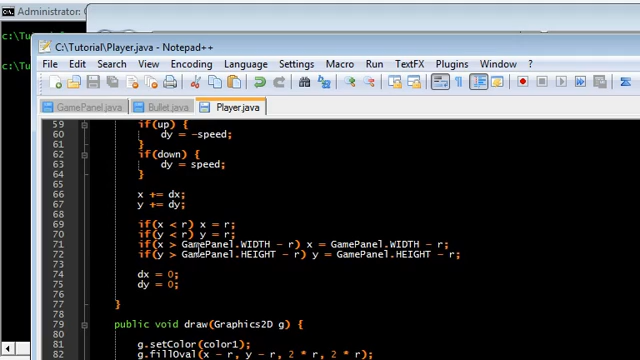 Administrator:
c:\Tutori
c:\Tutori
C:\Tutorial\Player.java - Notepad++
File Edit Search View Encoding Language Settings Macro Run TextFX Plugins Window ?
GamePanel.java Bullet.java Player.java
59 if(up) {
60 dy = -speed;
61 }
62 if(down) {
63 dy = speed;
64 }
65
66 x += dx;
67 y += dy;
68
69 if(x < r) x = r;
70 if(y < r) y = r;
71 if(x > GamePanel.WIDTH - r) x = GamePanel.WIDTH - r;
72 if(y > GamePanel.HEIGHT - r) y = GamePanel.HEIGHT - r;
73
74 dx = 0;
75 dy = 0;
76
77 }
78
79 public void draw(Graphics2D g) {
80
81 g.setColor(color1);
82 g.fillOval(x - r, y - r, 2 * r, 2 * r);